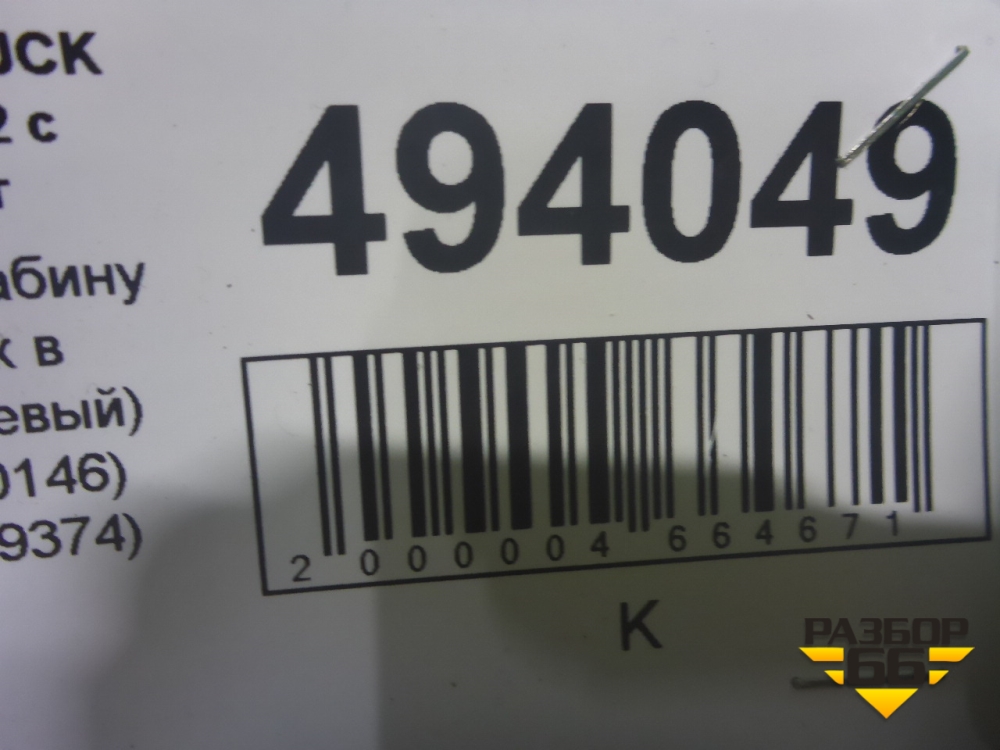 UCK
2 с
т
абину
к в
евый)
0146)
9374)
494049
2 000004 664671
К
РАЗБОР
66